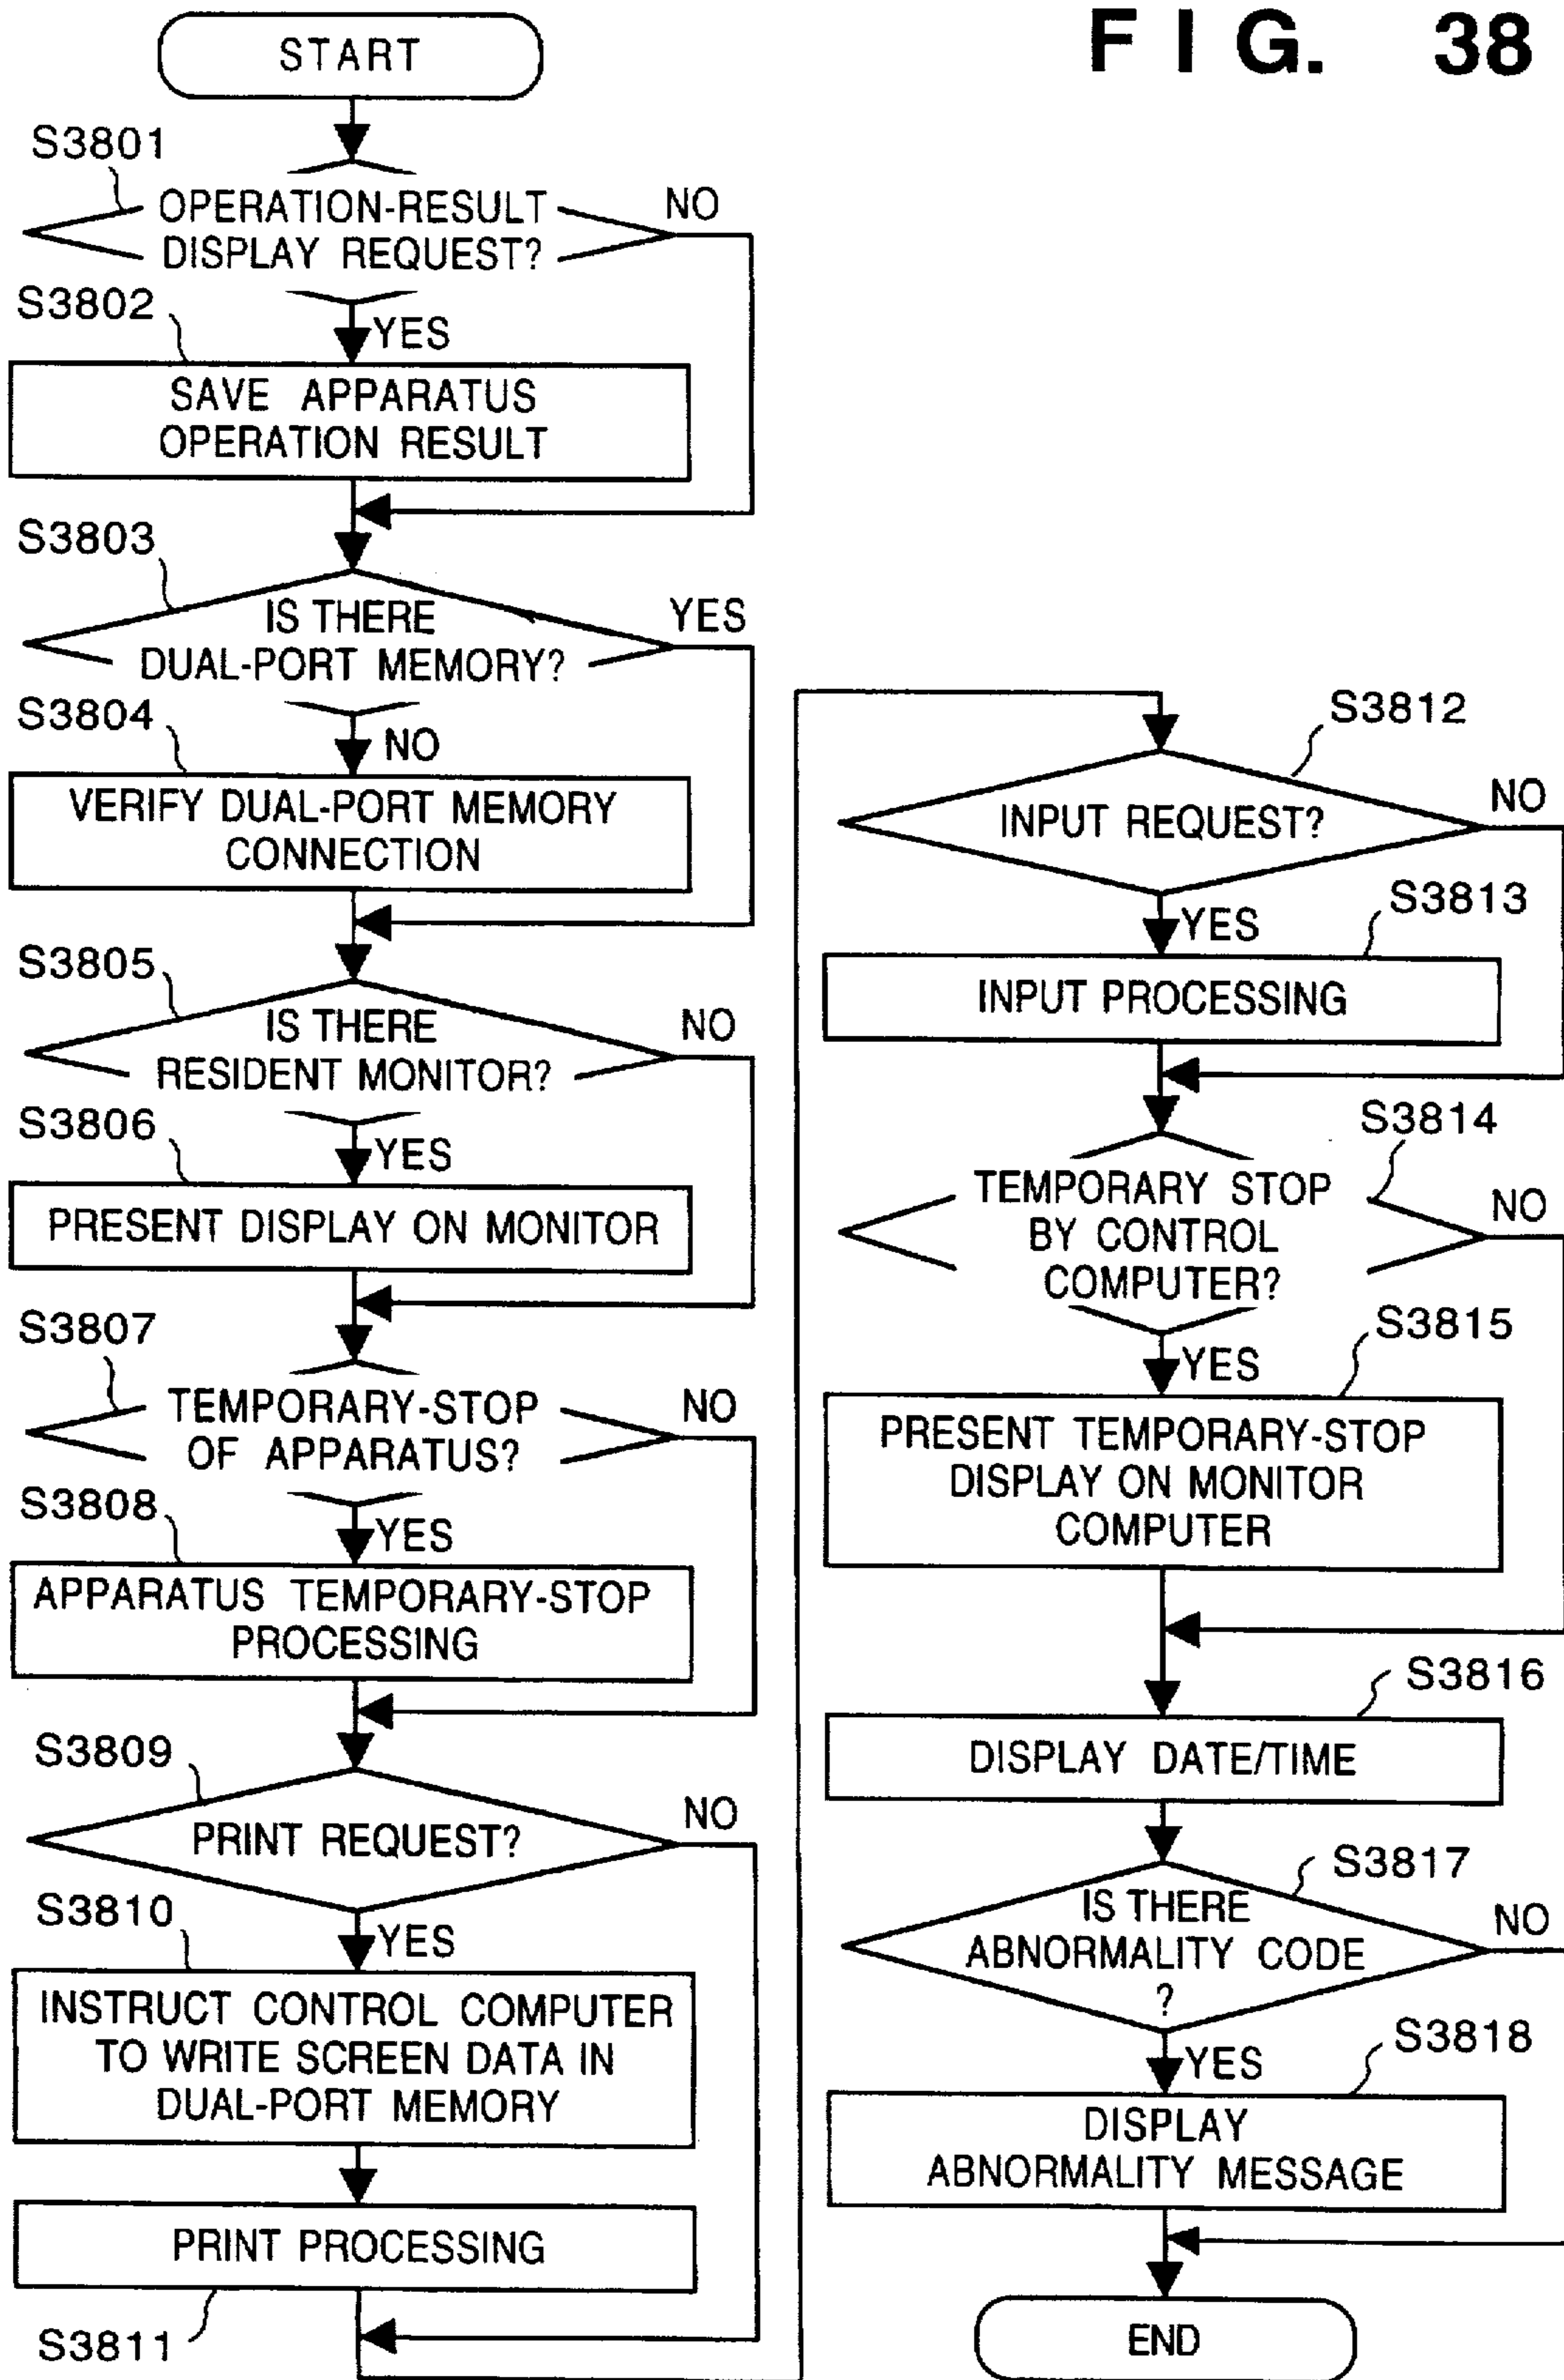 FIG. 38
START
S3801
OPERATION-RESULT
DISPLAY REQUEST?
NO
S3802
YES
SAVE APPARATUS
OPERATION RESULT
S3803
IS THERE
DUAL-PORT MEMORY?
YES
S3804
NO
VERIFY DUAL-PORT MEMORY
CONNECTION
S3805
IS THERE
RESIDENT MONITOR?
NO
S3806
YES
PRESENT DISPLAY ON MONITOR
S3807
TEMPORARY-STOP
OF APPARATUS?
NO
S3808
YES
APPARATUS TEMPORARY-STOP
PROCESSING
S3809
PRINT REQUEST?
NO
S3810
YES
INSTRUCT CONTROL COMPUTER
TO WRITE SCREEN DATA IN
DUAL-PORT MEMORY
PRINT PROCESSING
S3811
S3812
INPUT REQUEST?
NO
S3813
YES
INPUT PROCESSING
S3814
TEMPORARY STOP
BY CONTROL
COMPUTER?
NO
S3815
YES
PRESENT TEMPORARY-STOP
DISPLAY ON MONITOR
COMPUTER
S3816
DISPLAY DATE/TIME
S3817
IS THERE
ABNORMALITY CODE
?
NO
S3818
YES
DISPLAY
ABNORMALITY MESSAGE
END